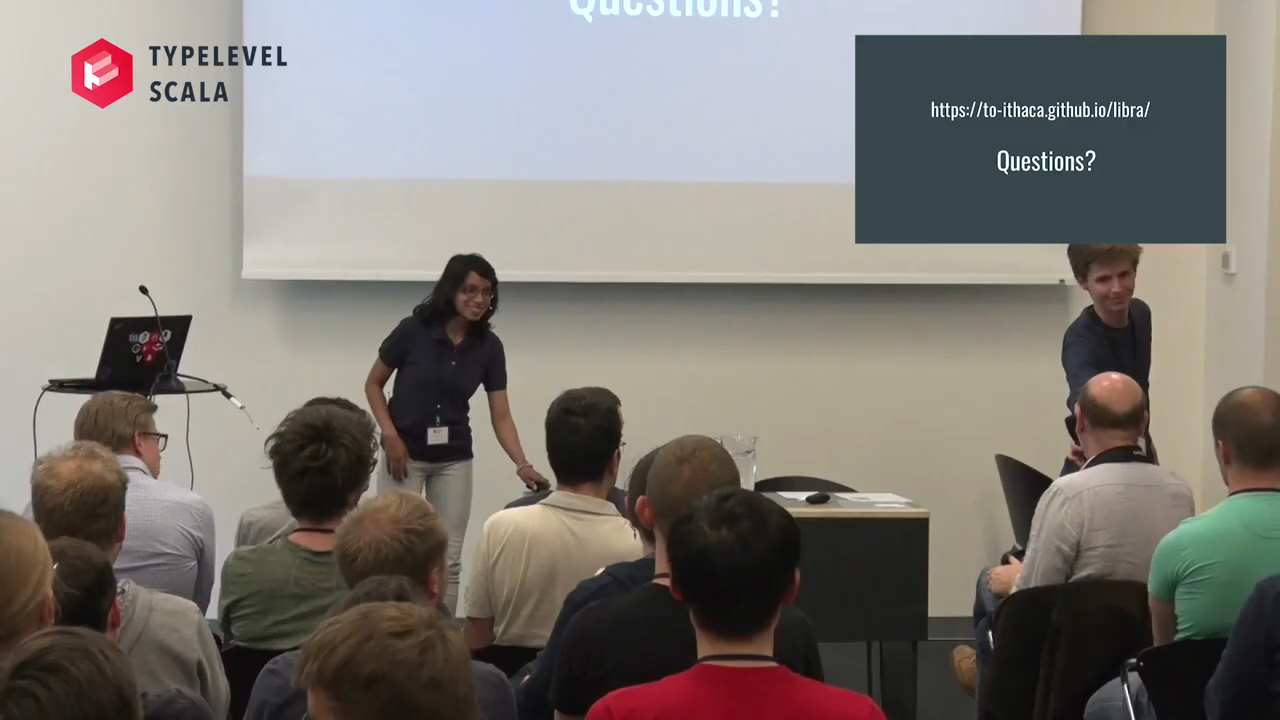 TYPELEVEL
SCALA
Questions?
https://to-ithaca.github.io/libra/
Questions?